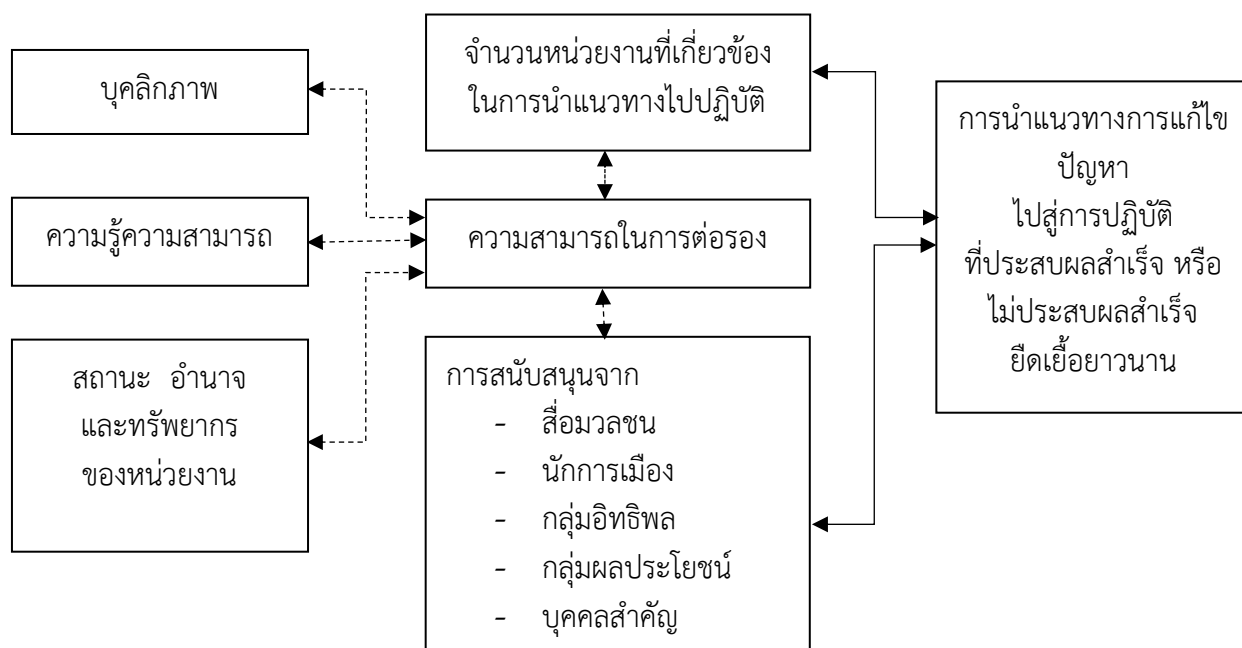 บุคลิกภาพ
ความรู้ความสามารถ
สถานะ อำนาจ
และทรัพยากร
ของหน่วยงาน
จำนวนหน่วยงานที่เกี่ยวข้อง
ในการนำแนวทางไปปฏิบัติ
ความสามารถในการต่อรอง
การสนับสนุนจาก
- สื่อมวลชน
- นักการเมือง
- กลุ่มอิทธิพล
- กลุ่มผลประโยชน์
- บุคคลสำคัญ
การนำแนวทางการแก้ไข
ปัญหา
ไปสู่การปฏิบัติ
ที่ประสบผลสำเร็จ หรือ
ไม่ประสบผลสำเร็จ
ยืดเยื้อยาวนาน